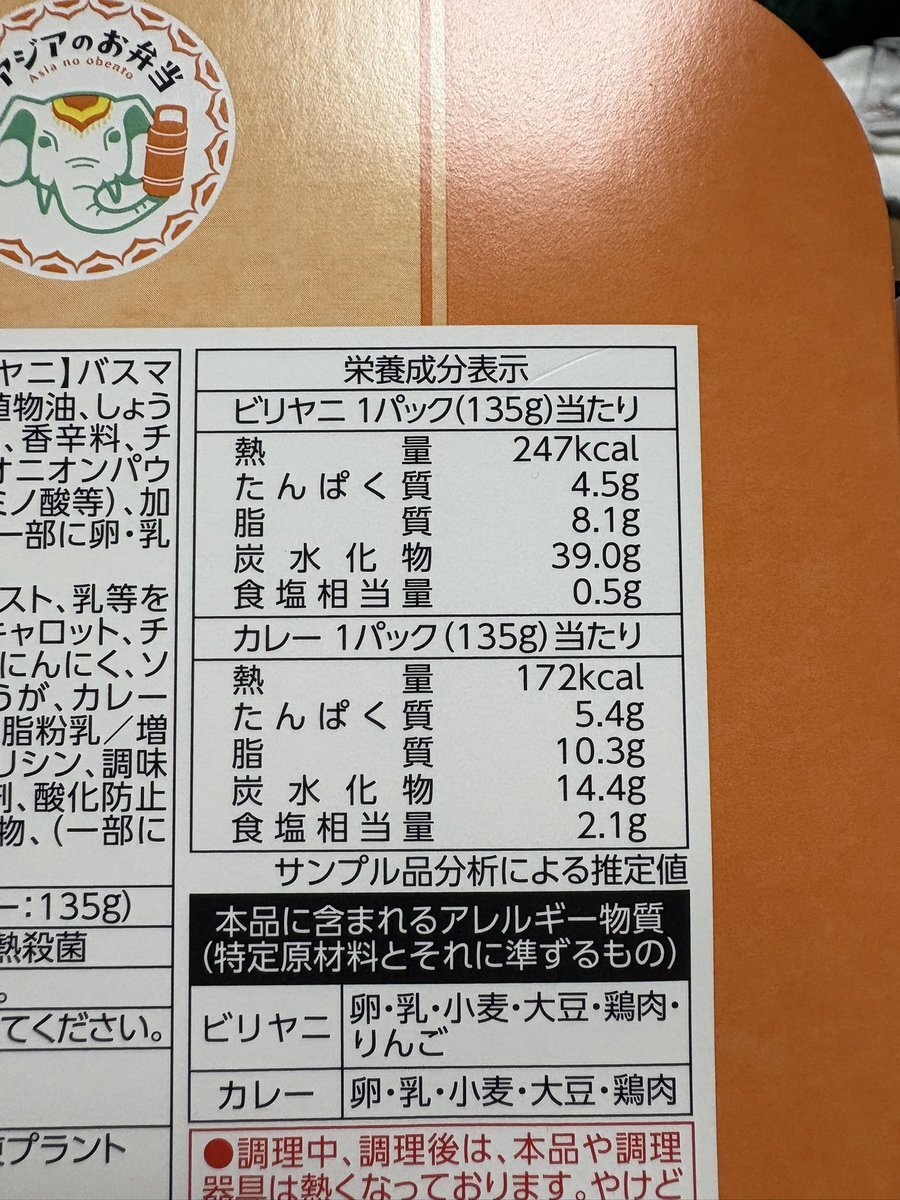 アジアのお弁当
Asia no obento
ヤニ】バスマ
植物油、しょう
、香辛料、チ
オニオンパウ
ミノ酸等)、加
一部に卵・乳
スト、乳等を
キャロット、チ
にんにく、ソ
うが、カレー
脂粉乳/増
リシン、調味
剤、酸化防止
物、(一部に
ー:135g)
熱殺菌
。
てください。
プラント
栄養成分表示
ビリヤニ 1パック(135g)当たり
熱量 247kcal
たんぱく質 4.5g
脂質 8.1g
炭水化物 39.0g
食塩相当量 0.5g
カレー 1パック(135g)当たり
熱量 172kcal
たんぱく質 5.4g
脂質 10.3g
炭水化物 14.4g
食塩相当量 2.1g
サンプル品分析による推定値
本品に含まれるアレルギー物質
(特定原材料とそれに準ずるもの)
ビリヤニ 卵・乳・小麦・大豆・鶏肉・
りんご
カレー 卵・乳・小麦・大豆・鶏肉
●調理中、調理後は、本品や調理
器具は熱くなっております。やけど